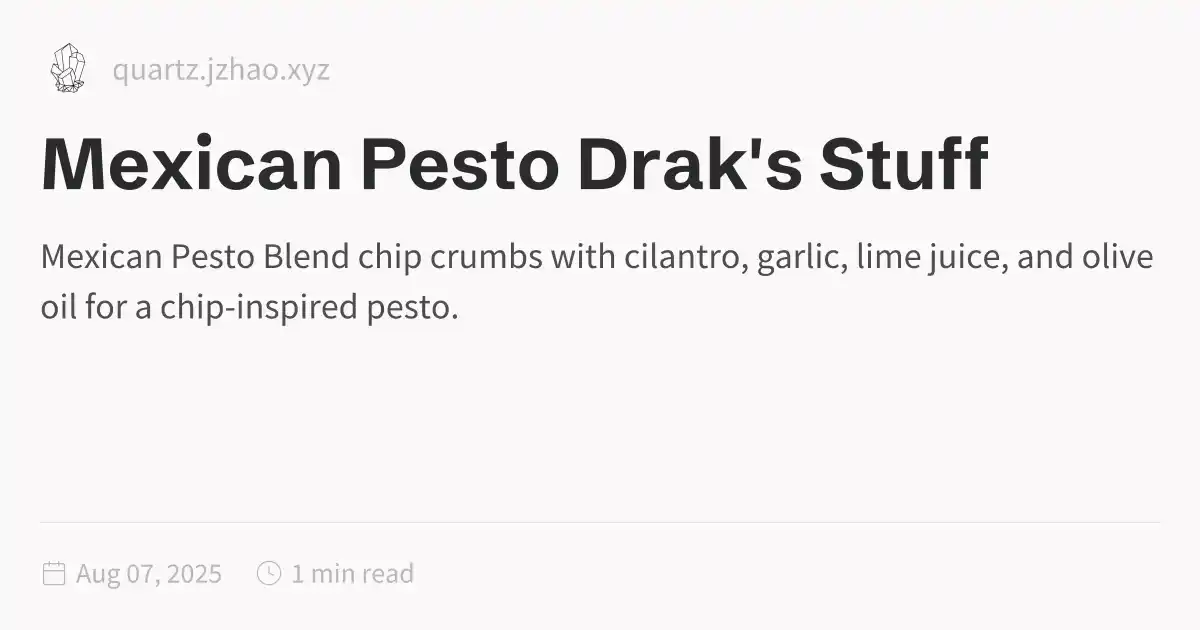 quartz.jzhao.xyz
Mexican Pesto Drak's Stuff
Mexican Pesto Blend chip crumbs with cilantro, garlic, lime juice, and olive
oil for a chip-inspired pesto.
Aug 07, 2025 1 min read